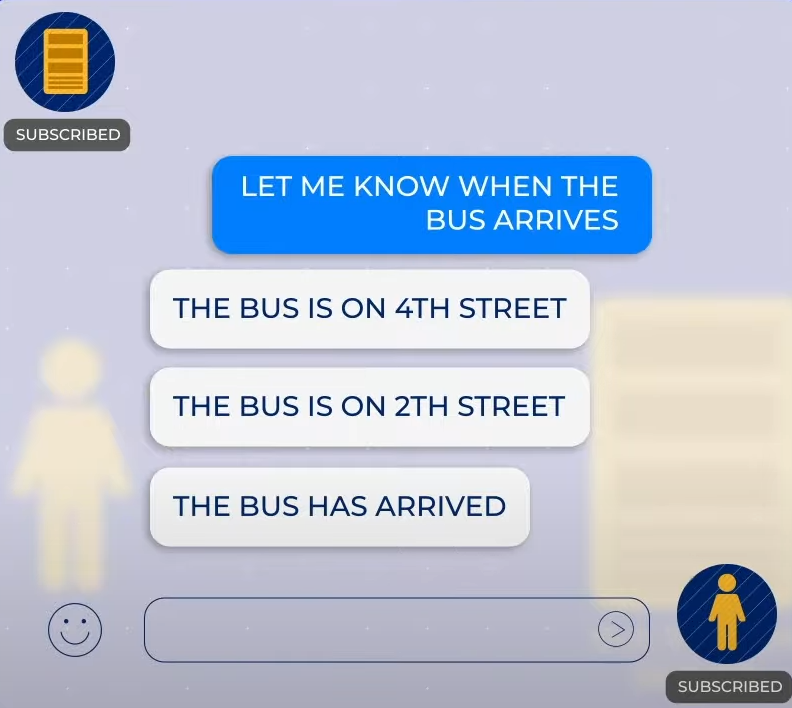 SUBSCRIBED
LET ME KNOW WHEN THE
BUS ARRIVES
THE BUS IS ON 4TH STREET
THE BUS IS ON 2TH STREET
THE BUS HAS ARRIVED
SUBSCRIBED